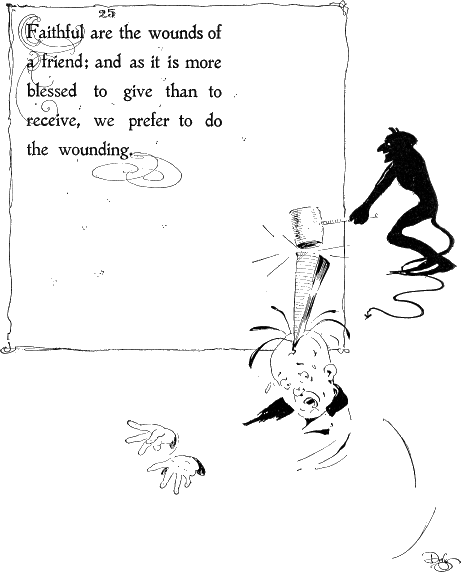 25
Faithful are the wounds of
a friend; and as it is more
blessed to give than to
receive, we prefer to do
the wounding.